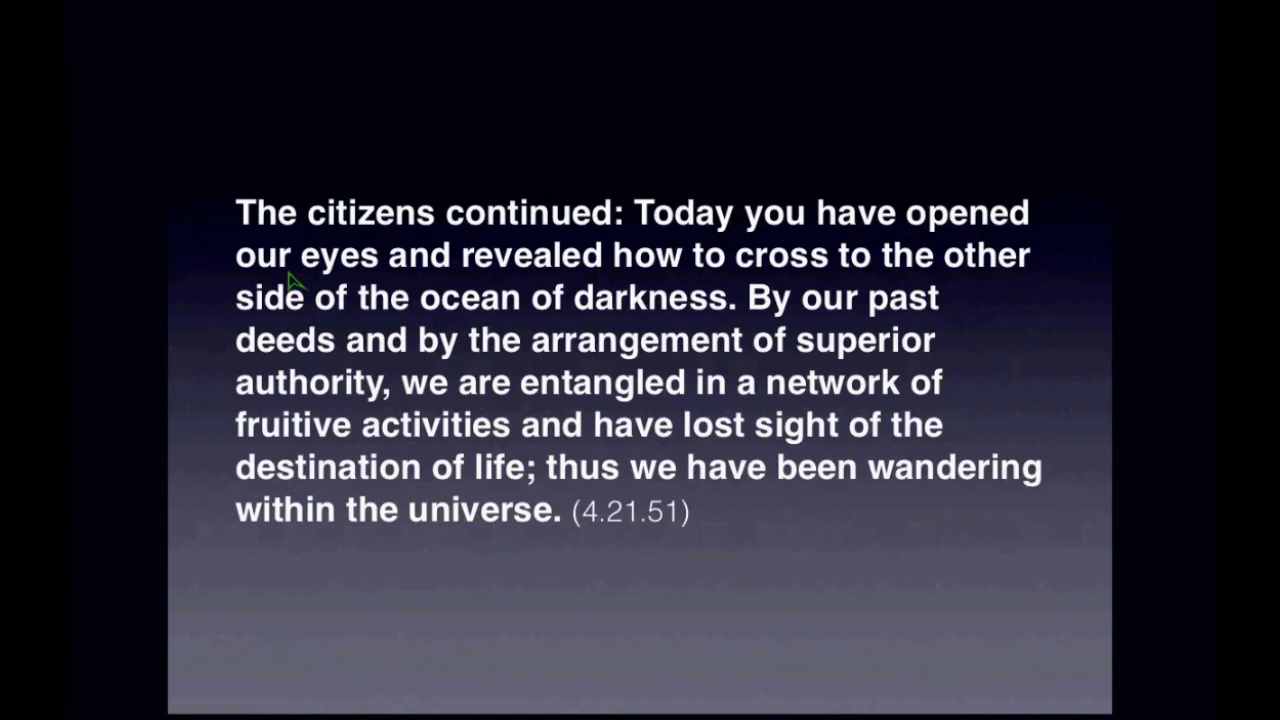 The citizens continued: Today you have opened
our eyes and revealed how to cross to the other
side of the ocean of darkness. By our past
deeds and by the arrangement of superior
authority, we are entangled in a network of
fruitive activities and have lost sight of the
destination of life; thus we have been wandering
within the universe. (4.21.51)